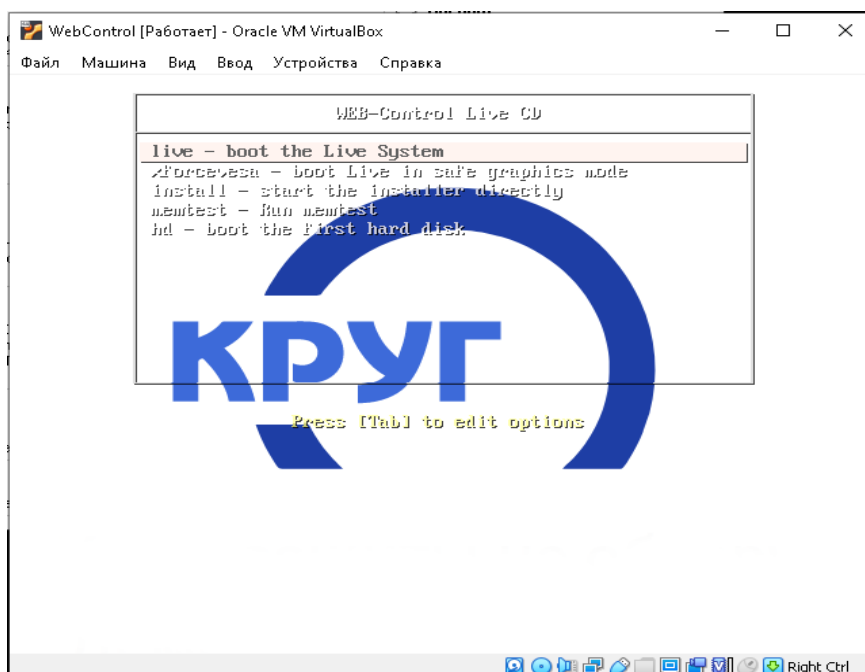 WebControl [Работает] - Oracle VM VirtualBox
Файл Машина Вид Ввод Устройства Справка
WEB-Control Live CD
live - boot the Live System
xforcevesa - boot Live in safe graphics mode
install - start the installer directly
memtest - Run memtest
hd - boot the first hard disk
КРУГ
Press [Tab] to edit options
Right Ctrl